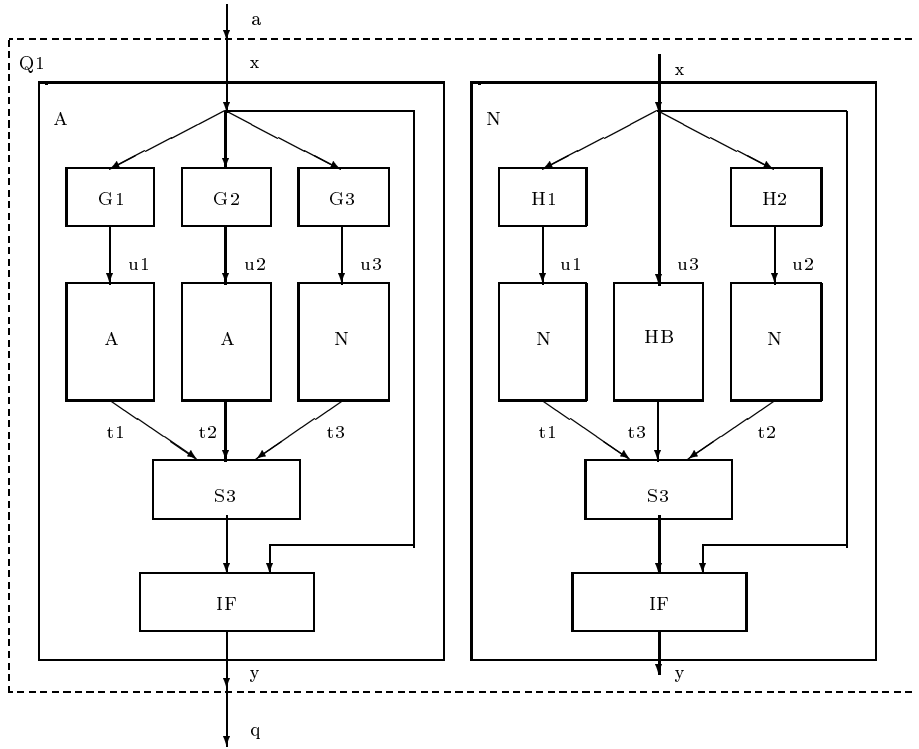 a
Q1
x
x
A
N
G1 G2 G3
H1 H2
u1 u2 u3
u1 u3 u2
A A N
N HB N
t1 t2 t3
t1 t3 t2
S3
S3
IF
IF
y
y
q